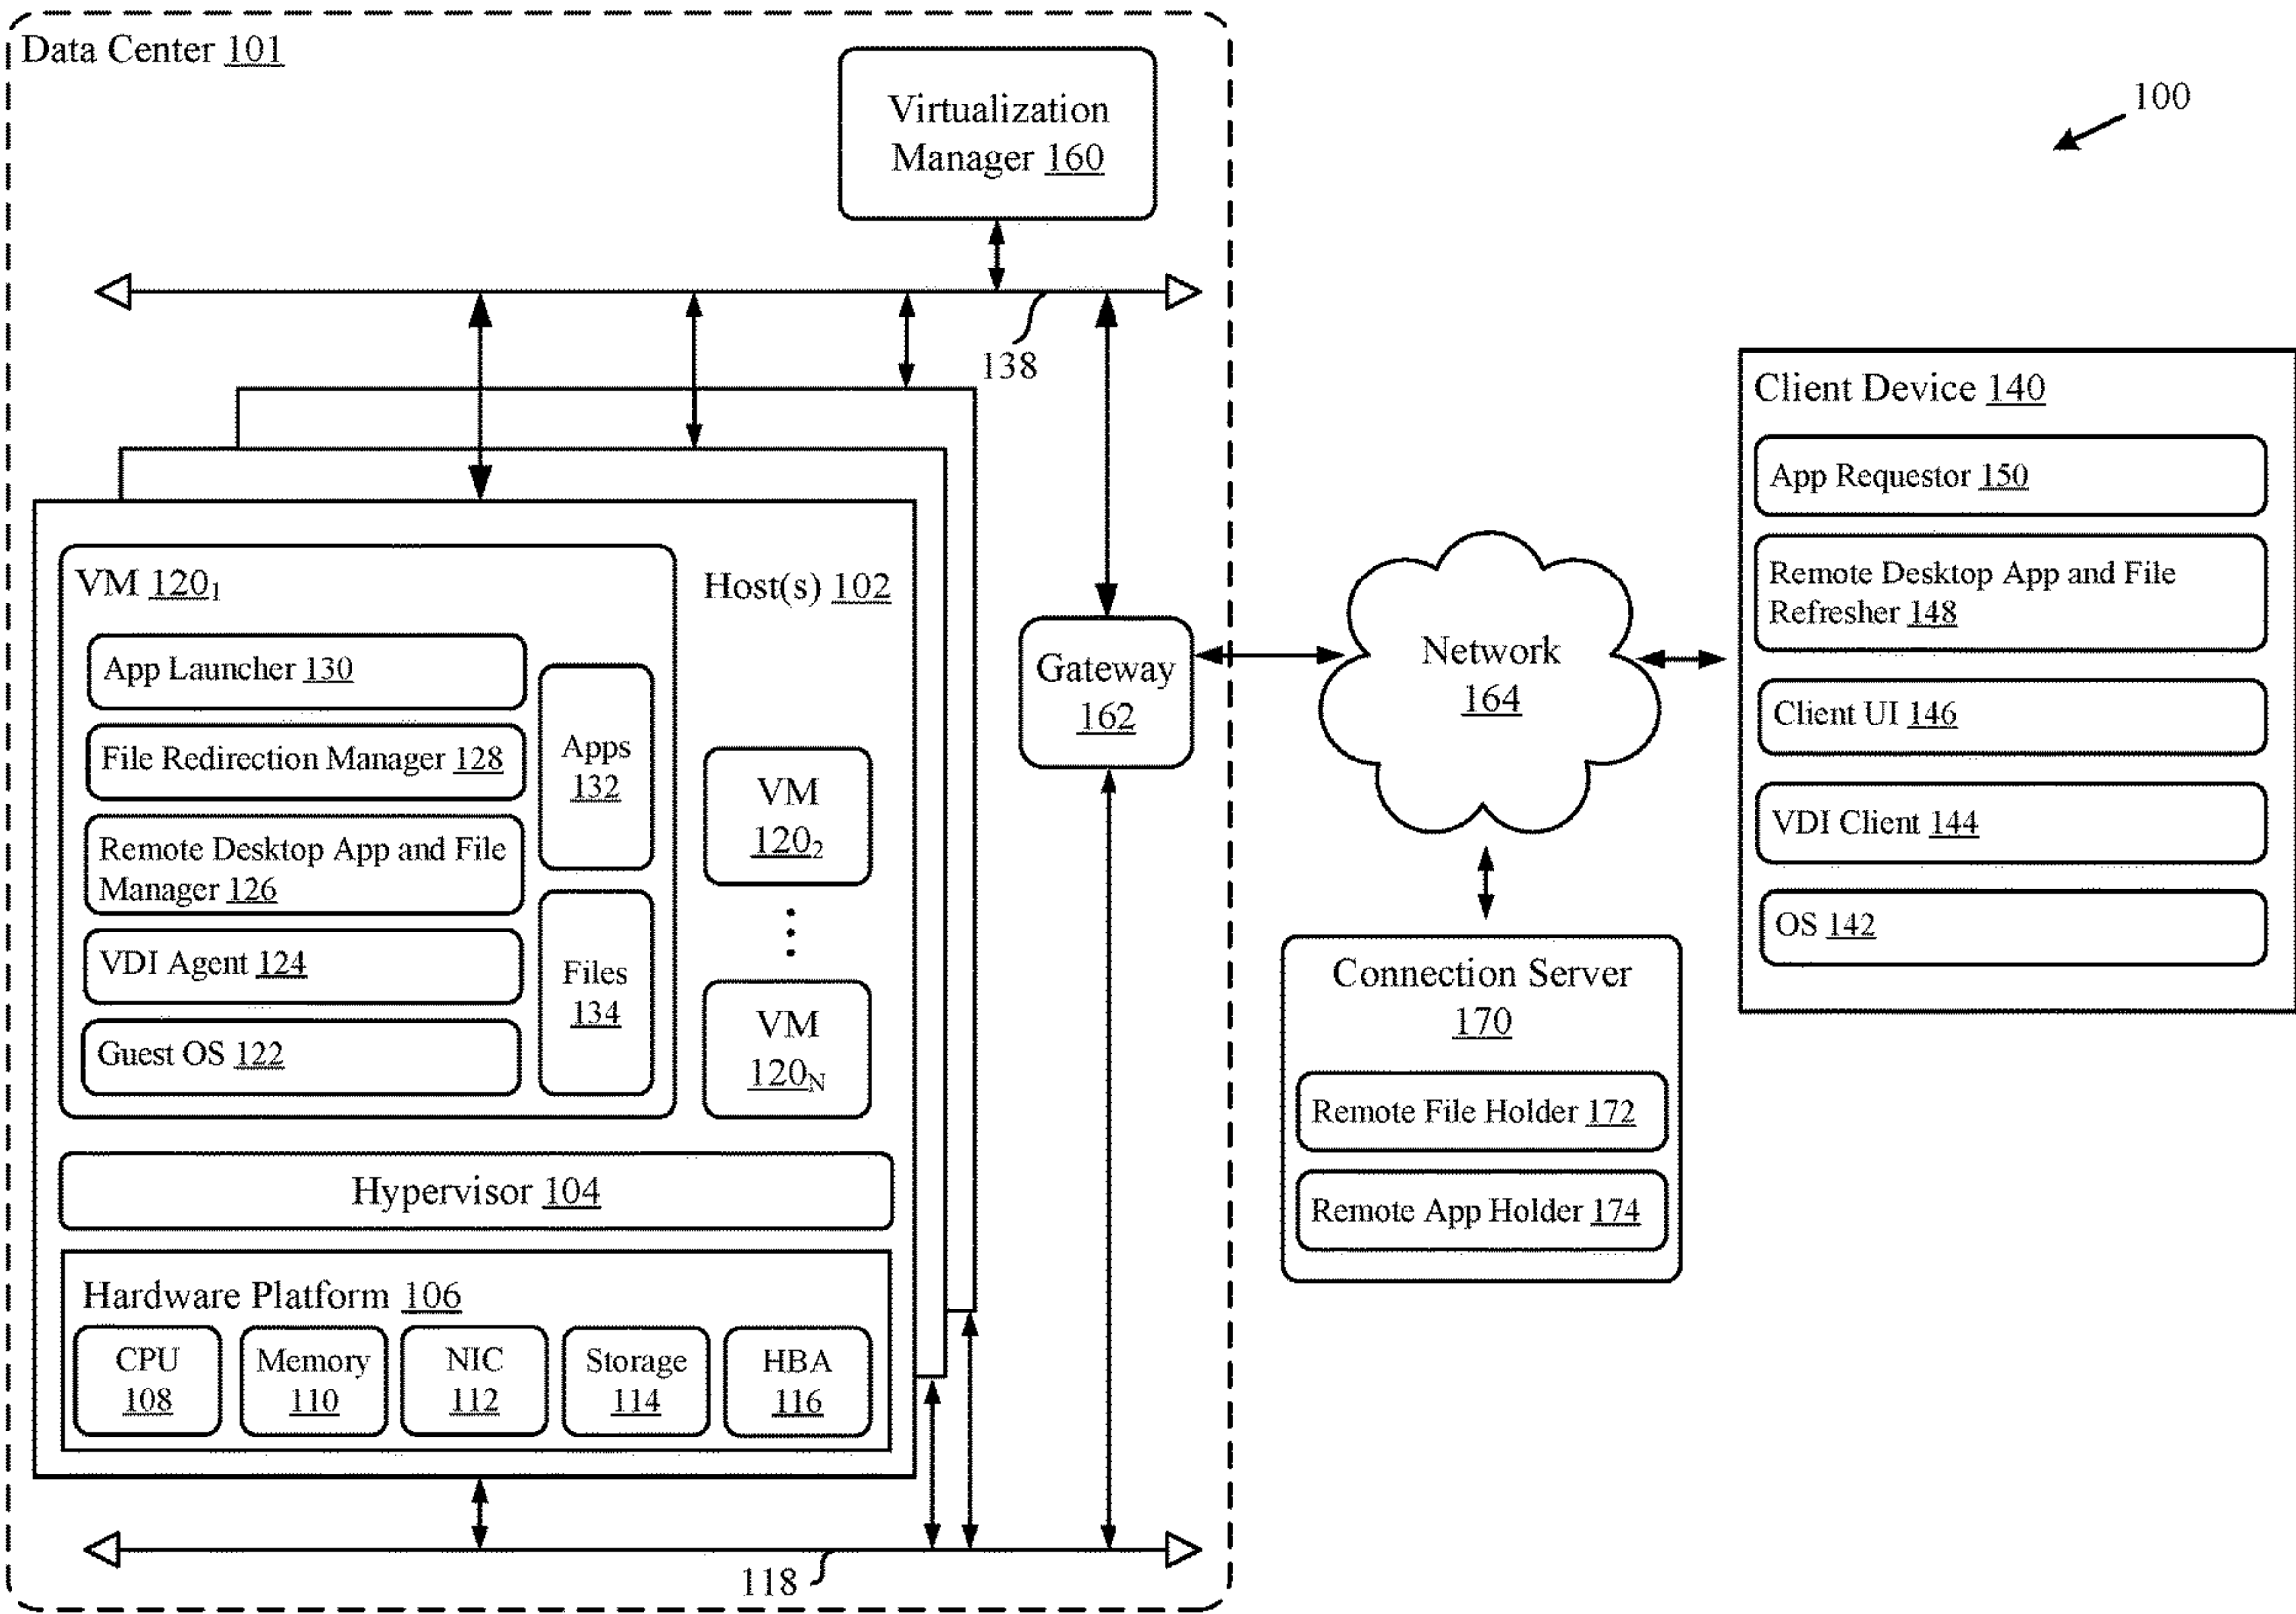 Data Center 101
Virtualization
Manager 160
100
138
Client Device 140
App Requestor 150
Remote Desktop App and File
Refresher 148
Client UI 146
VDI Client 144
OS 142
VM 120₁
Host(s) 102
App Launcher 130
File Redirection Manager 128
Remote Desktop App and File
Manager 126
VDI Agent 124
Guest OS 122
Apps
132
Files
134
VM
120₂
VM
120N
Gateway
162
Network
164
Connection Server
170
Remote File Holder 172
Remote App Holder 174
Hypervisor 104
Hardware Platform 106
CPU
108
Memory
110
NIC
112
Storage
114
HBA
116
118